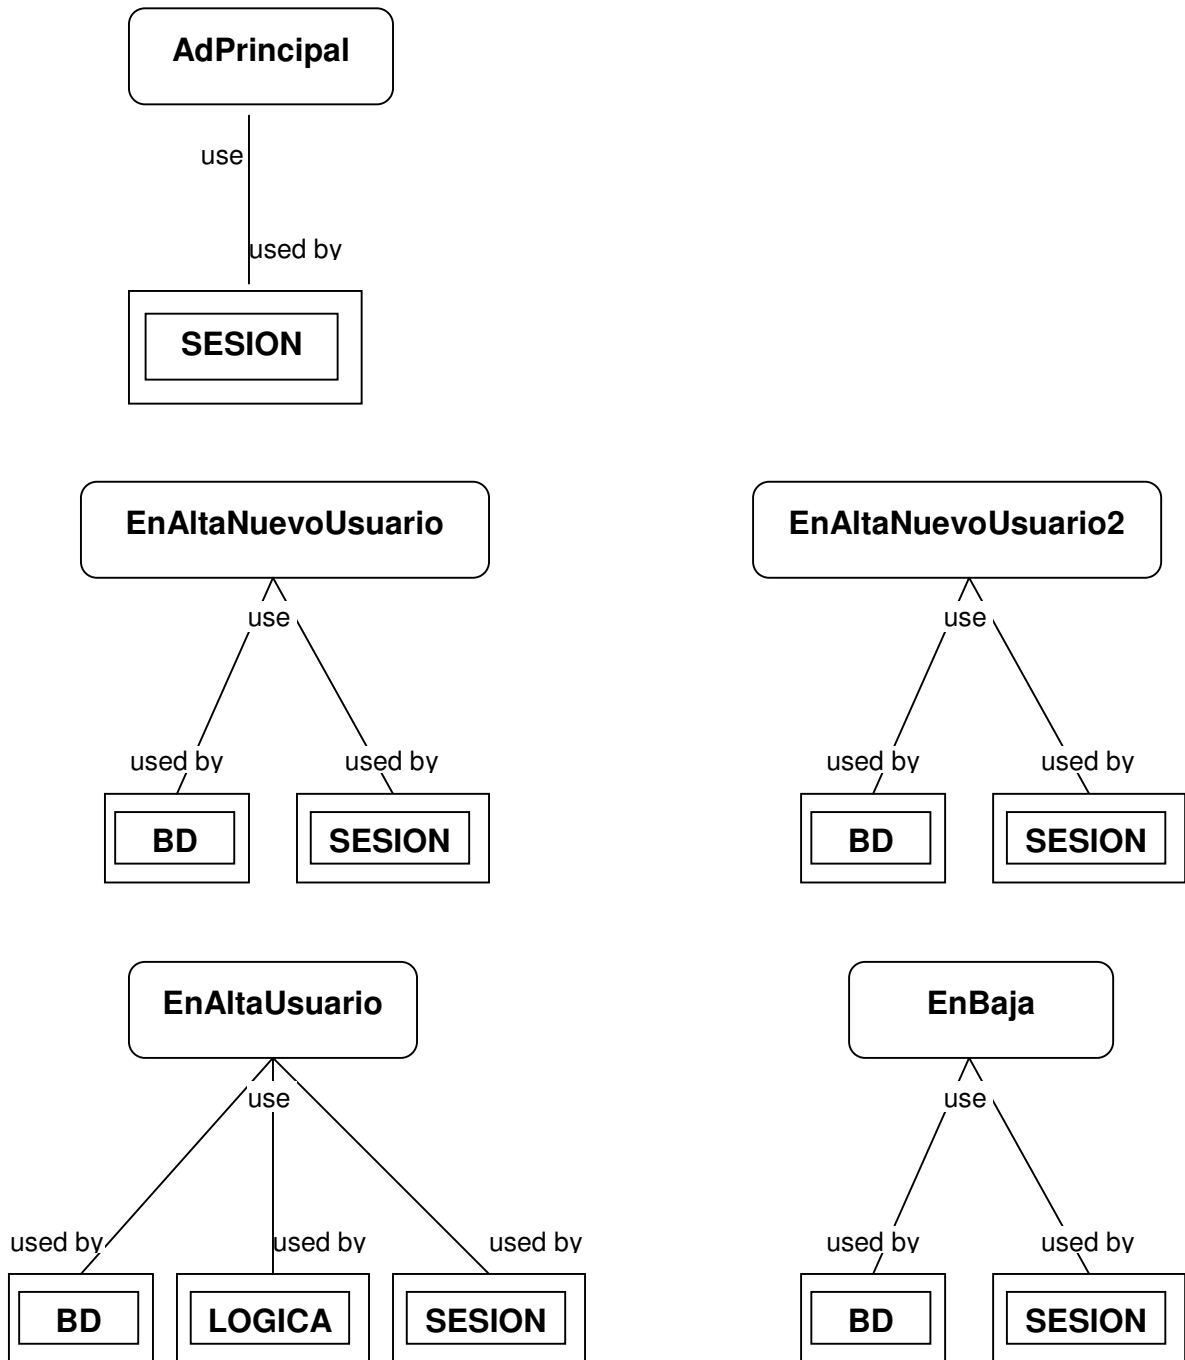 AdPrincipal
use
used by
SESION
EnAltaNuevoUsuario
use
used by used by
BD SESION
EnAltaNuevoUsuario2
use
used by used by
BD SESION
EnAltaUsuario
use
used by used by used by
BD LOGICA SESION
EnBaja
use
used by used by
BD SESION